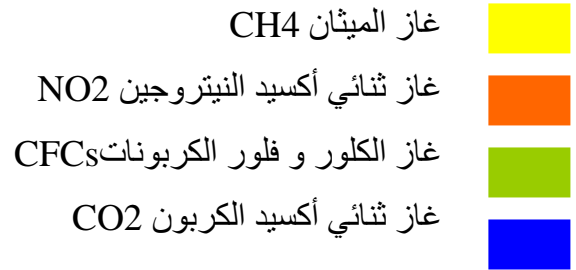 غاز الميثان CH4
غاز ثنائي أكسيد النيتروجين NO2
غاز الكلور و فلور الكربوناتCFCs
غاز ثنائي أكسيد الكربون CO2